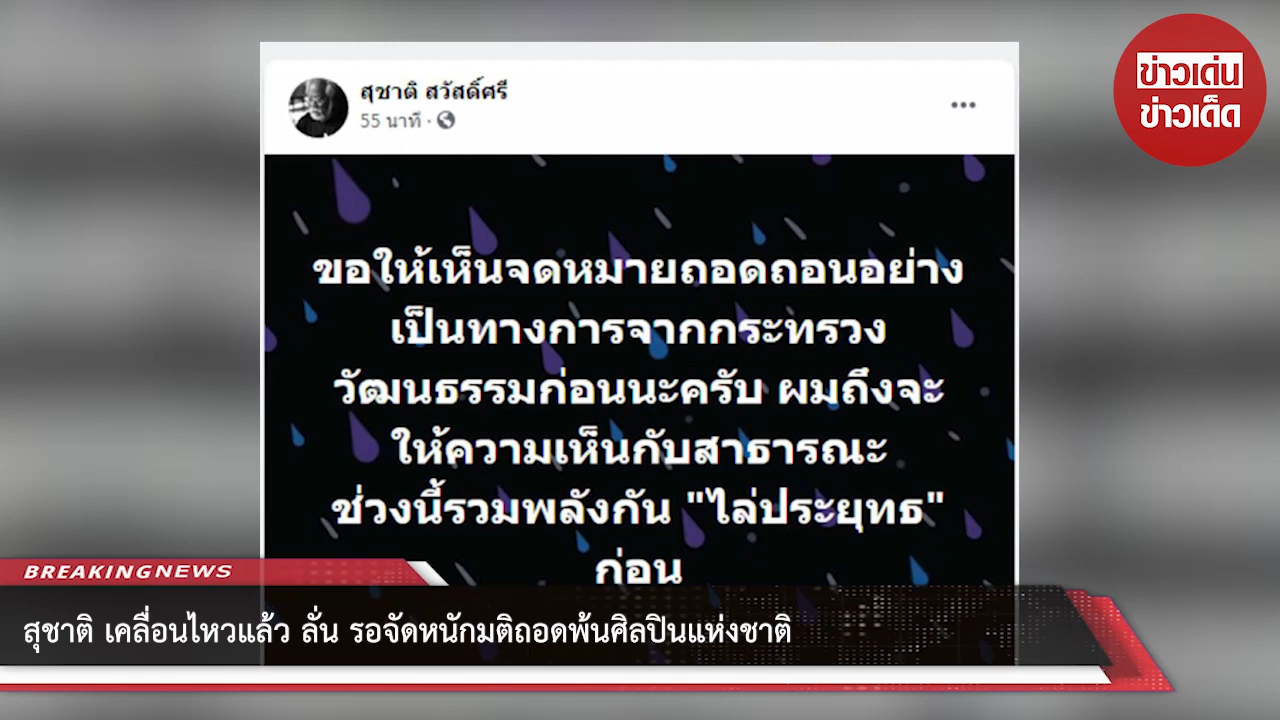 ข่าวเด่น
ข่าวเด็ด
สุชาติ สวัสดิ์ศรี
55 นาที
ขอให้เห็นจดหมายถอดถอนอย่าง
เป็นทางการจากกระทรวง
วัฒนธรรมก่อนนะครับ ผมถึงจะ
ให้ความเห็นกับสาธารณะ
ช่วงนี้รวมพลังกัน "ไล่ประยุทธ"
ก่อน
BREAKINGNEWS
สุชาติ เคลื่อนไหวแล้ว ลั่น รอจัดหนักมติถอดพ้นศิลปินแห่งชาติ